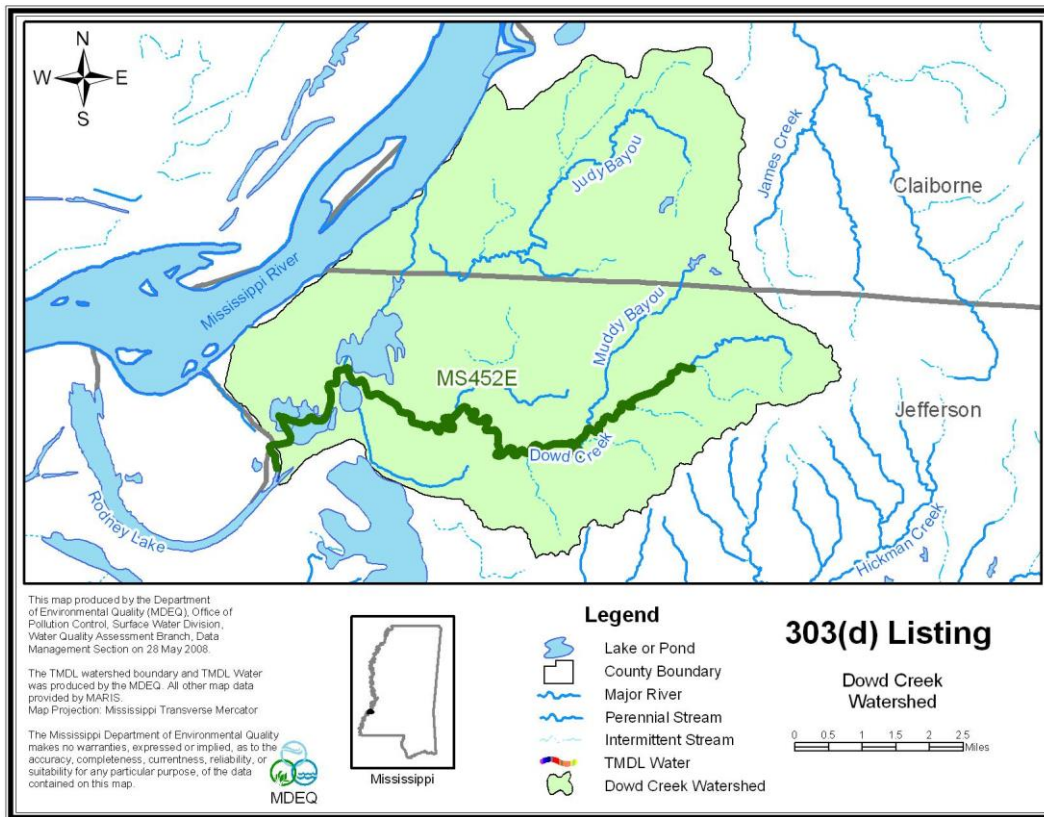 N
W E
S
Mississippi River
Judy Bayou
James Creek
Claiborne
Muddy Bayou
MS452E
Jefferson
Dowd Creek
Rodney Lake
Hickman Creek
This map produced by the Department
of Environmental Quality (MDEQ), Office of
Pollution Control, Surface Water Division,
Water Quality Assessment Branch, Data
Management Section on 28 May 2008.
The TMDL watershed boundary and TMDL Water
was produced by the MDEQ. All other map data
provided by MARIS.
Map Projection: Mississippi Transverse Mercator
The Mississippi Department of Environmental Quality
makes no warranties, expressed or implied, as to the
accuracy, completeness, currentness, reliability, or
suitability for any particular purpose, of the data
contained on this map.
MDEQ
Mississippi
Legend
Lake or Pond
County Boundary
Major River
Perennial Stream
Intermittent Stream
TMDL Water
Dowd Creek Watershed
303(d) Listing
Dowd Creek
Watershed
0 0.5 1 1.5 2 2.5
Miles